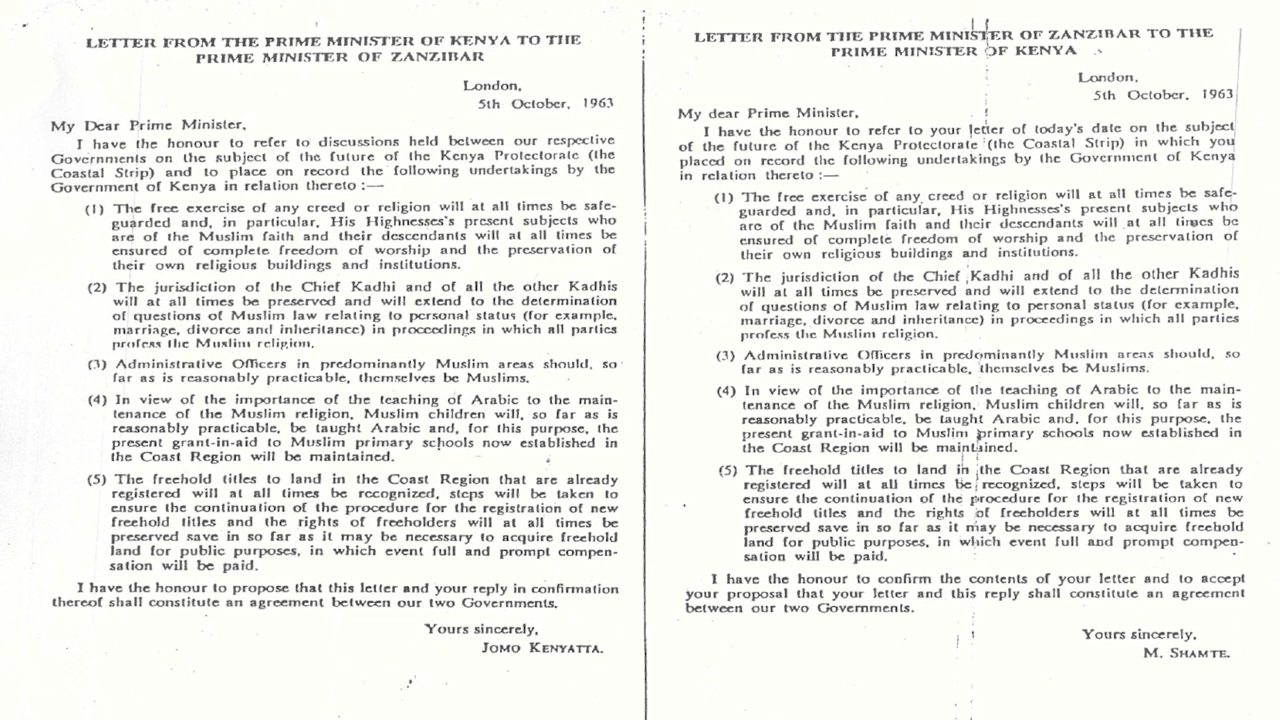 LETTER FROM THE PRIME MINISTER OF KENYA TO THE
PRIME MINISTER OF ZANZIBAR
London,
5th October, 1963
My Dear Prime Minister,
I have the honour to refer to discussions held between our respective
Governments on the subject of the future of the Kenya Protectorate (the
Coastal Strip) and to place on record the following undertakings by the
Government of Kenya in relation thereto :—
(1) The free exercise of any creed or religion will at all times be safe-
guarded and, in particular, His Highnesses's present subjects who
are of the Muslim faith and their descendants will at all times be
ensured of complete freedom of worship and the preservation of
their own religious buildings and institutions.
(2) The jurisdiction of the Chief Kadhi and of all the other Kadhis
will at all times be preserved and will extend to the determination
of questions of Muslim law relating to personal status (for example,
marriage, divorce and inheritance) in proceedings in which all parties
profess the Muslim religion.
(3) Administrative Officers in predominantly Muslim areas should, so
far as is reasonably practicable, themselves be Muslims.
(4) In view of the importance of the teaching of Arabic to the main-
tenance of the Muslim religion, Muslim children will, so far as is
reasonably practicable, be taught Arabic and, for this purpose, the
present grant-in-aid to Muslim primary schools now established in
the Coast Region will be maintained.
(5) The freehold titles to land in the Coast Region that are already
registered will at all times be recognized, steps will be taken to
ensure the continuation of the procedure for the registration of new
freehold titles and the rights of freeholders will at all times be
preserved save in so far as it may be necessary to acquire freehold
land for public purposes, in which event full and prompt compen-
sation will be paid.
I have the honour to propose that this letter and your reply in confirmation
thereof shall constitute an agreement between our two Governments.
Yours sincerely,
JOMO KENYATTA.
LETTER FROM THE PRIME MINISTER OF ZANZIBAR TO THE
PRIME MINISTER OF KENYA
London,
5th October, 1963
My dear Prime Minister,
I have the honour to refer to your letter of today's date on the subject
of the future of the Kenya Protectorate (the Coastal Strip) in which you
placed on record the following undertakings by the Government of Kenya
in relation thereto :—
(1) The free exercise of any creed or religion will at all times be safe-
guarded and, in particular, His Highnesses's present subjects who
are of the Muslim faith and their descendants will at all times be
ensured of complete freedom of worship and the preservation of
their own religious buildings and institutions.
(2) The jurisdiction of the Chief Kadhi and of all the other Kadhis
will at all times be preserved and will extend to the determination
of questions of Muslim law relating to personal status (for example,
marriage, divorce and inheritance) in proceedings in which all parties
profess the Muslim religion.
(3) Administrative Officers in predominantly Muslim areas should, so
far as is reasonably practicable, themselves be Muslims.
(4) In view of the importance of the teaching of Arabic to the main-
tenance of the Muslim religion, Muslim children will, so far as is
reasonably practicable, be taught Arabic and, for this purpose, the
present grant-in-aid to Muslim primary schools now established in
the Coast Region will be maintained.
(5) The freehold titles to land in the Coast Region that are already
registered will at all times be recognized, steps will be taken to
ensure the continuation of the procedure for the registration of new
freehold titles and the rights of freeholders will at all times be
preserved save in so far as it may be necessary to acquire freehold
land for public purposes, in which event full and prompt compen-
sation will be paid.
I have the honour to confirm the contents of your letter and to accept
your proposal that your letter and this reply shall constitute an agreement
between our two Governments.
Yours sincerely,
M. SHAMTE.